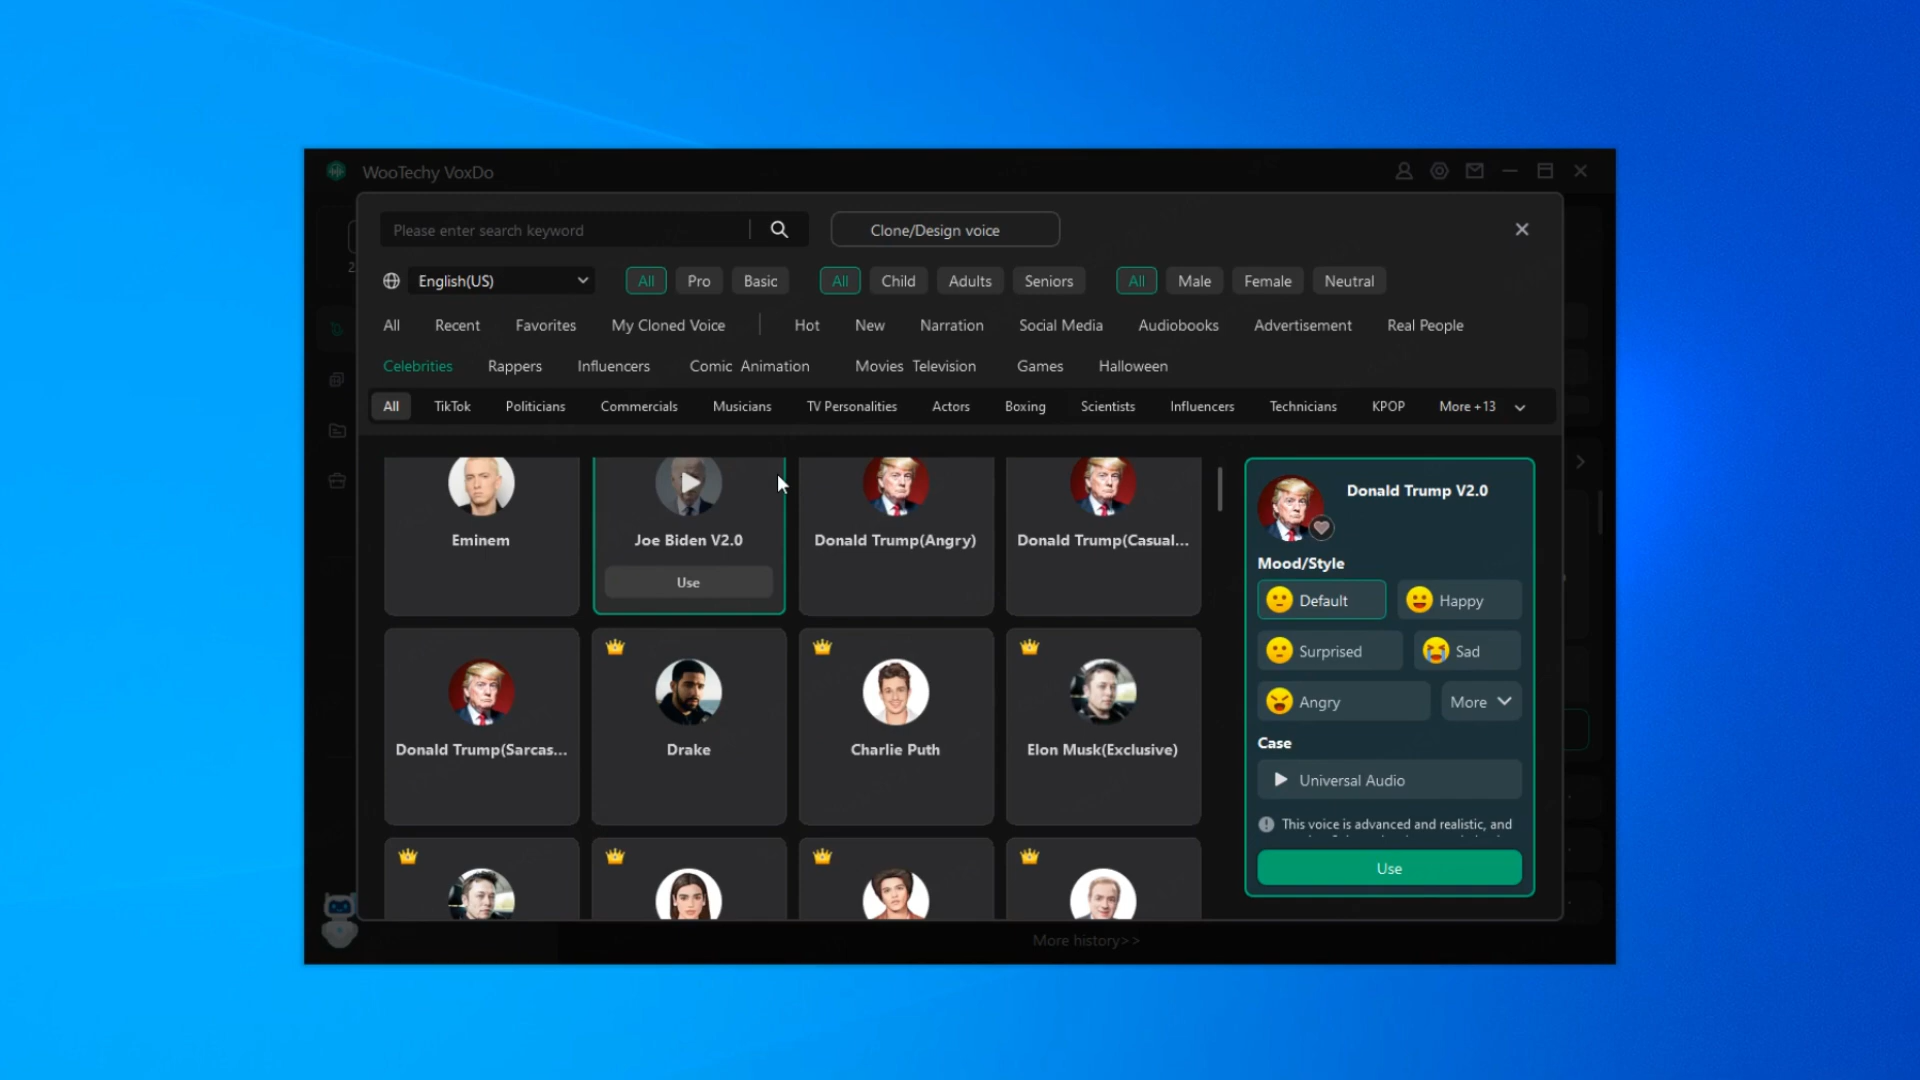 WooTechy VoxDo
Please enter search keyword
Clone/Design voice
2
English(US)
All Pro Basic
All Child Adults Seniors
All Male Female Neutral
All Recent Favorites My Cloned Voice Hot New Narration Social Media Audiobooks Advertisement Real People
Celebrities Rappers Influencers Comic Animation Movies Television Games Halloween
All TikTok Politicians Commercials Musicians TV Personalities Actors Boxing Scientists Influencers Technicians KPOP More +13
Eminem
Joe Biden V2.0
Use
Donald Trump(Angry)
Donald Trump(Casual...
Donald Trump(Sarcas...
Drake
Charlie Puth
Elon Musk(Exclusive)
Donald Trump V2.0
Mood/Style
Default Happy
Surprised Sad
Angry More
Case
Universal Audio
This voice is advanced and realistic, and
Use
More history>>